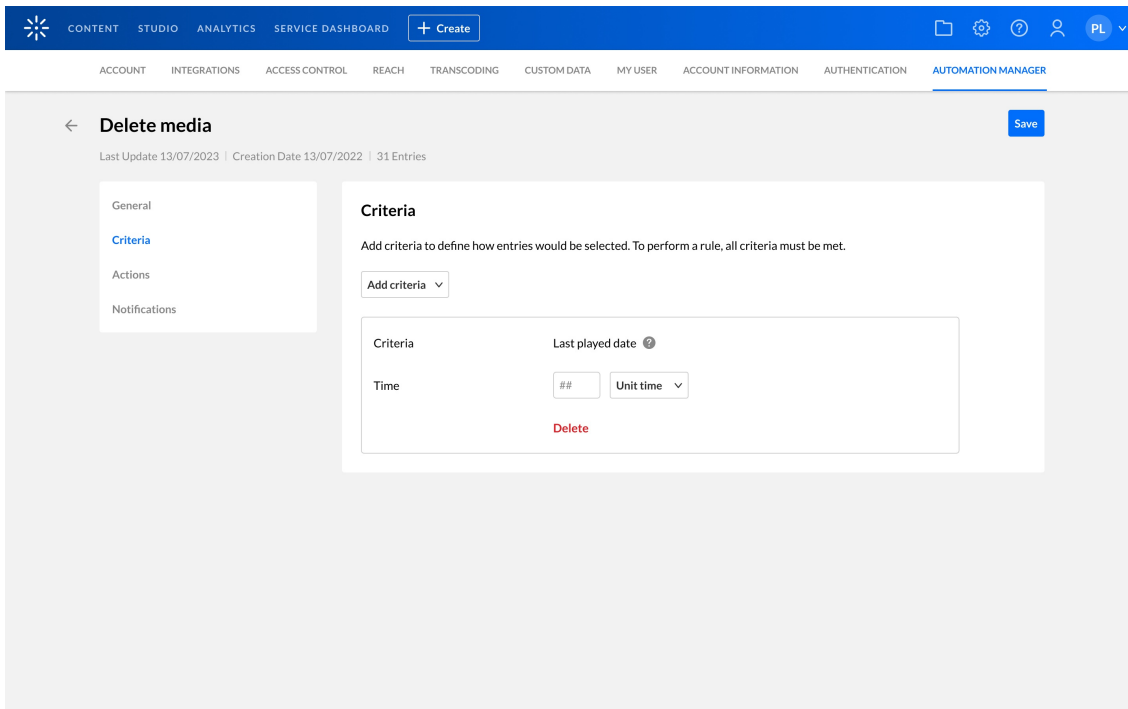 CONTENT STUDIO ANALYTICS SERVICE DASHBOARD + Create PL
ACCOUNT INTEGRATIONS ACCESS CONTROL REACH TRANSCODING CUSTOM DATA MY USER ACCOUNT INFORMATION AUTHENTICATION AUTOMATION MANAGER
Delete media Save
Last Update 13/07/2023 | Creation Date 13/07/2022 | 31 Entries
General
Criteria
Actions
Notifications
Criteria
Add criteria to define how entries would be selected. To perform a rule, all criteria must be met.
Add criteria
Criteria Last played date ?
Time ## Unit time
Delete